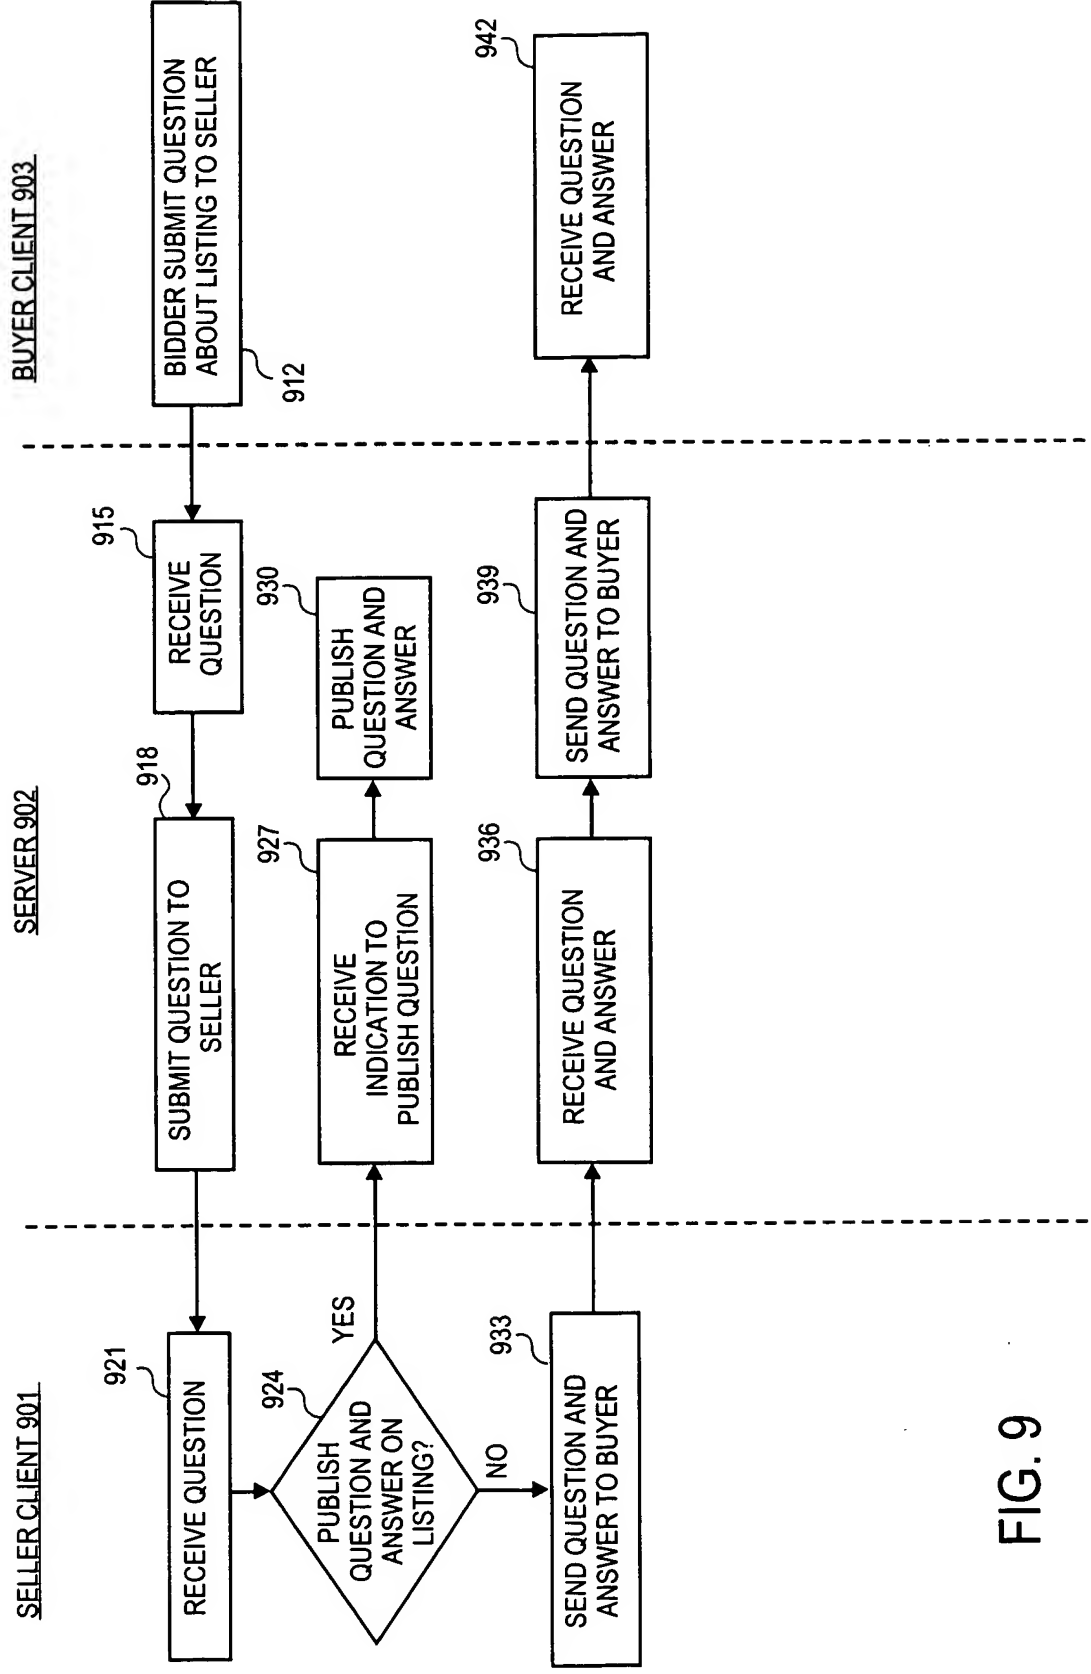 SELLER CLIENT 901
SERVER 902
BUYER CLIENT 903
BIDDER SUBMIT QUESTION
ABOUT LISTING TO SELLER
912
915
RECEIVE
QUESTION
918
SUBMIT QUESTION TO
SELLER
921
RECEIVE QUESTION
924
PUBLISH
QUESTION AND
ANSWER ON
LISTING?
YES
NO
927
RECEIVE
INDICATION TO
PUBLISH QUESTION
930
PUBLISH
QUESTION AND
ANSWER
933
SEND QUESTION AND
ANSWER TO BUYER
936
RECEIVE QUESTION
AND ANSWER
939
SEND QUESTION AND
ANSWER TO BUYER
942
RECEIVE QUESTION
AND ANSWER
FIG. 9